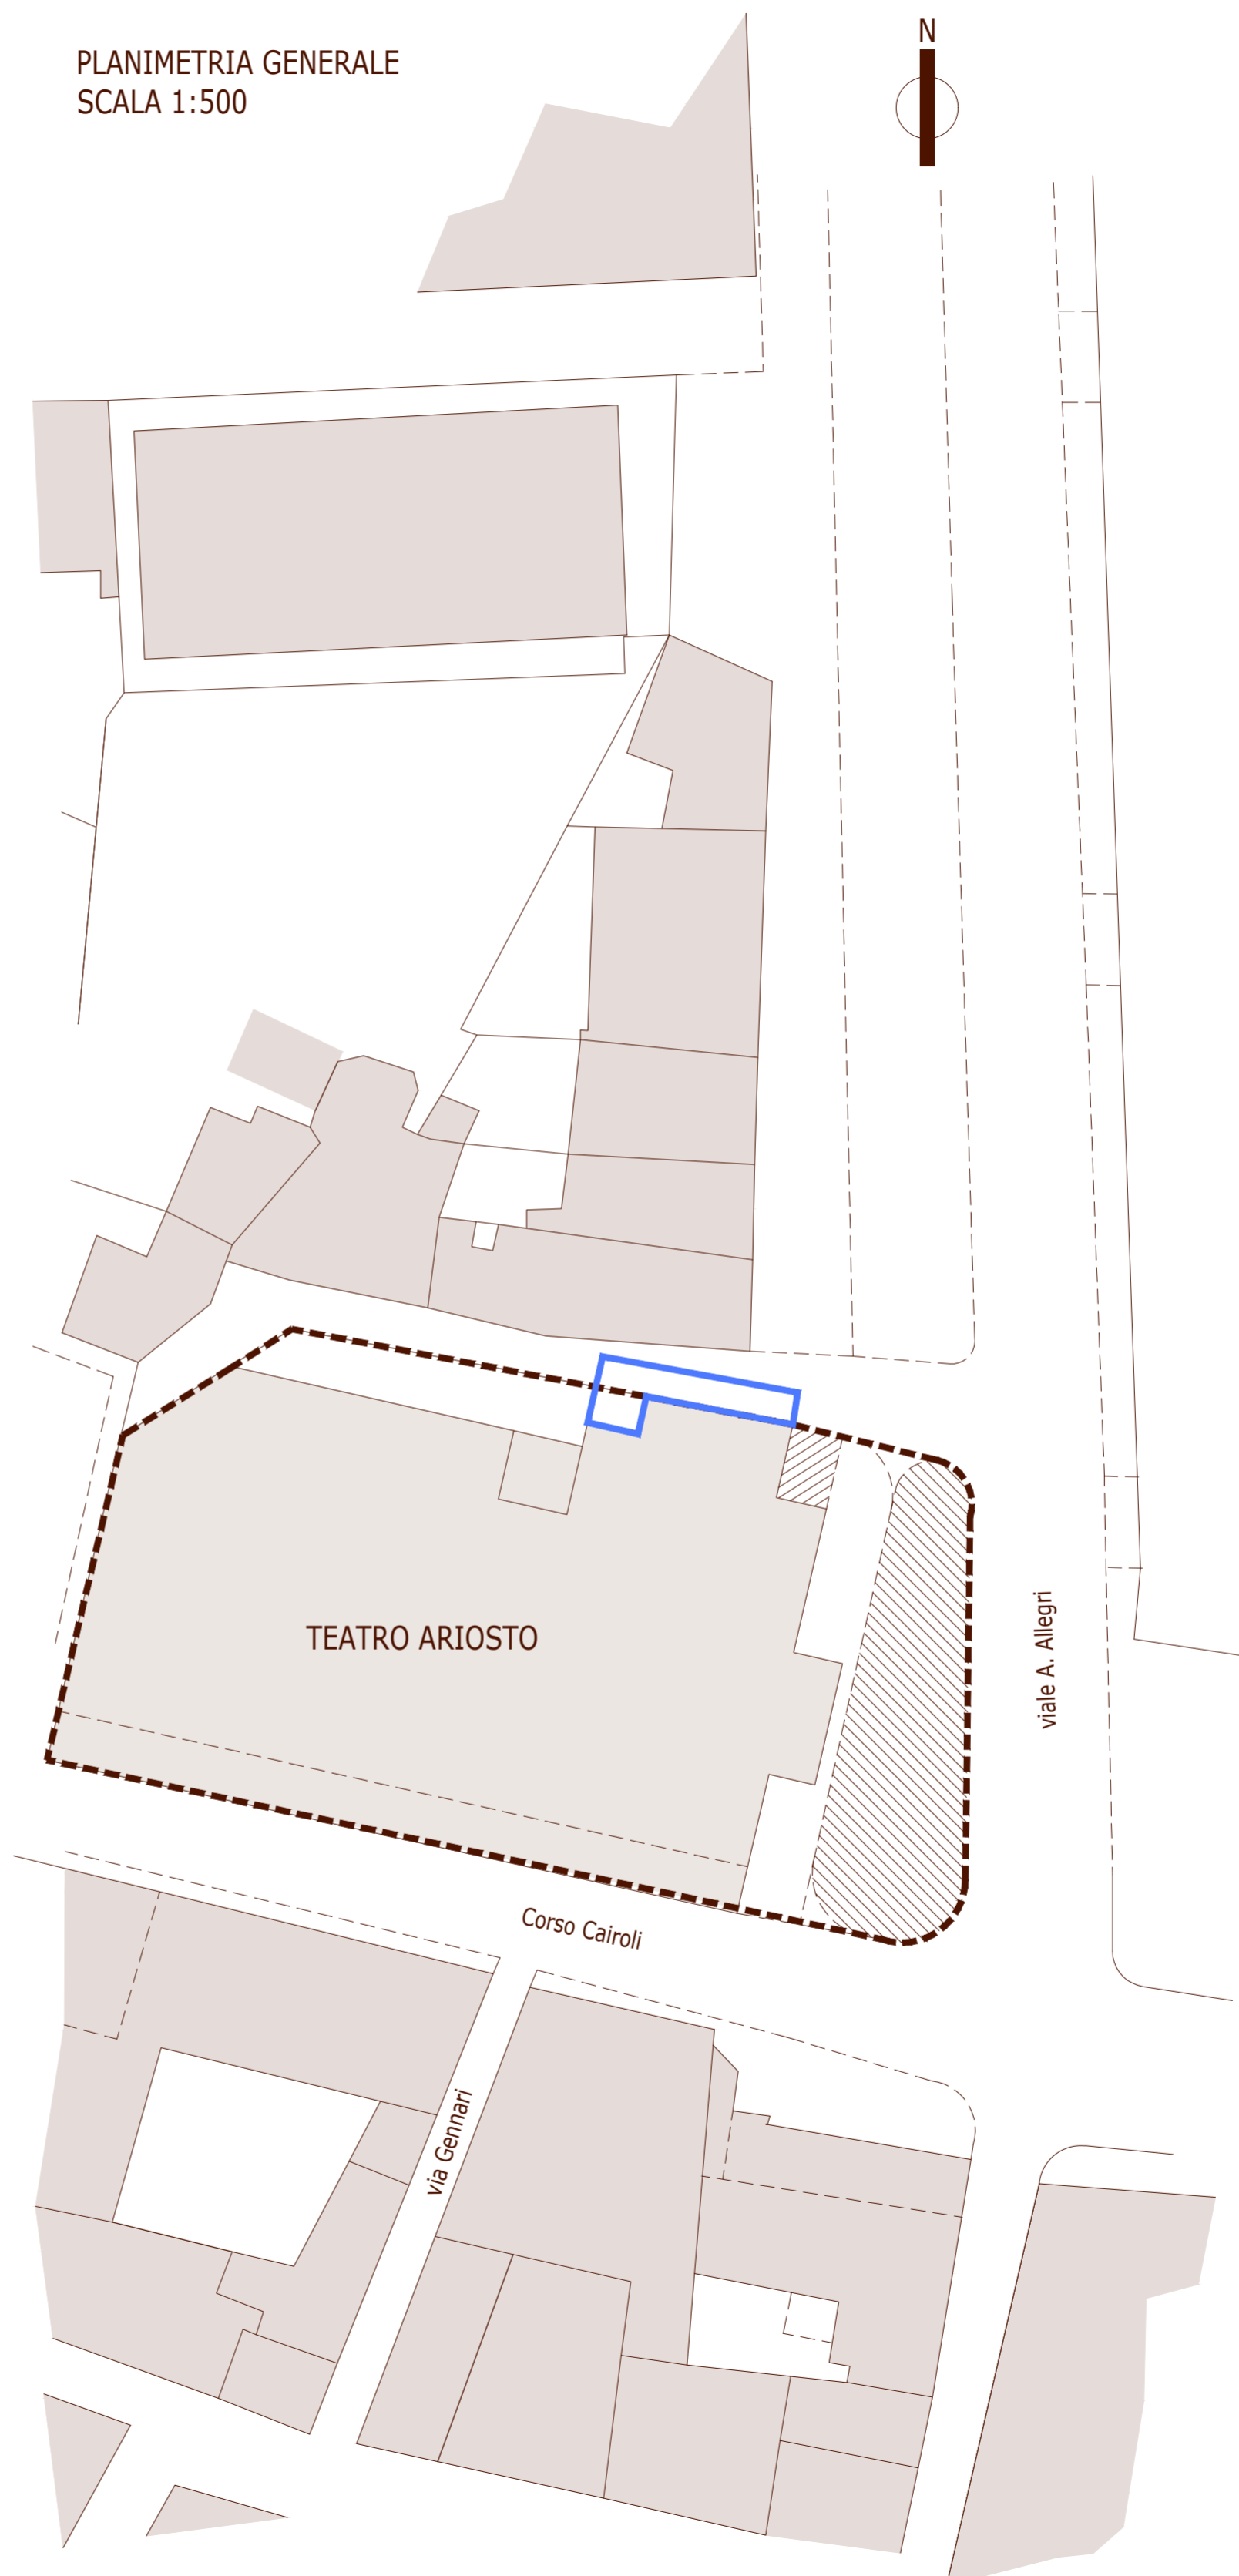 PLANIMETRIA GENERALE
SCALA 1:500
N
TEATRO ARIOSTO
viale A. Allegri
Corso Cairoli
via Gennari